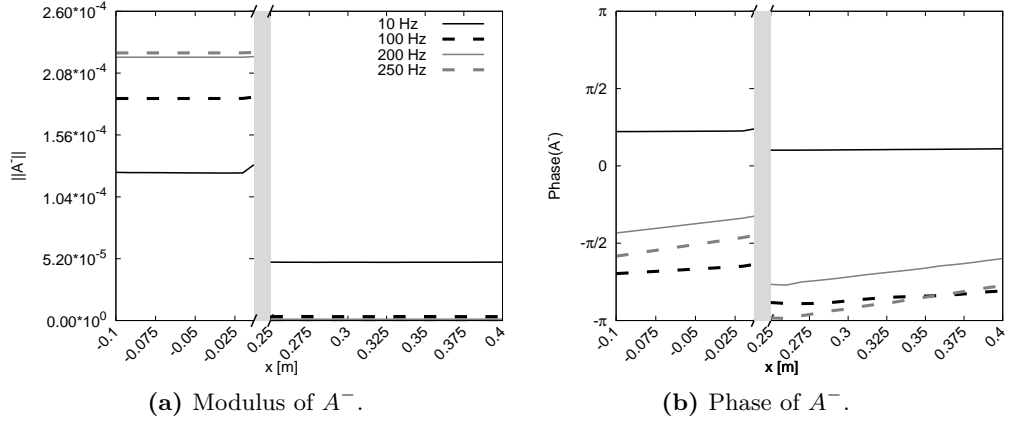 ||A⁻||
2.60*10⁻⁴
2.08*10⁻⁴
1.56*10⁻⁴
1.04*10⁻⁴
5.20*10⁻⁵
0.00*10⁰
10 Hz
100 Hz
200 Hz
250 Hz
-0.1 -0.075 -0.05 -0.025 0.25 0.275 0.3 0.325 0.35 0.375 0.4
x [m]
(a) Modulus of A⁻.
Phase(A⁻)
π
π/2
0
-π/2
-π
-0.1 -0.075 -0.05 -0.025 0.25 0.275 0.3 0.325 0.35 0.375 0.4
x [m]
(b) Phase of A⁻.